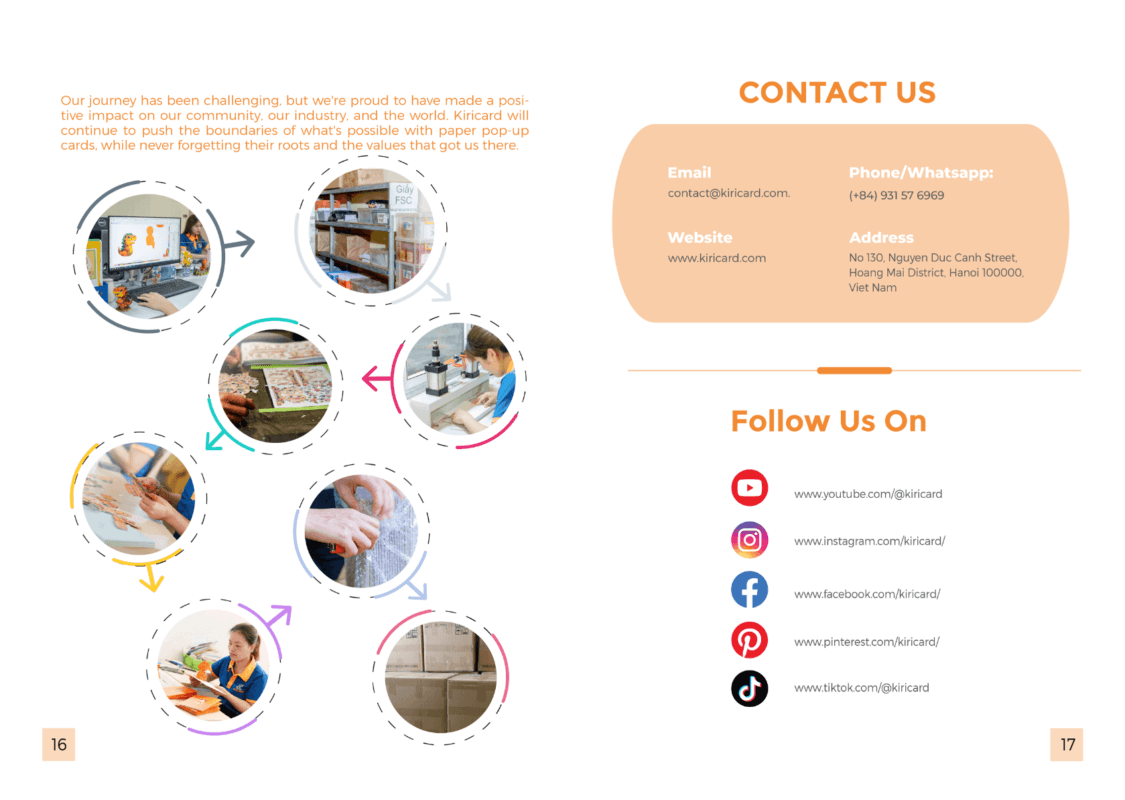 Our journey has been challenging, but we're proud to have made a posi-
tive impact on our community, our industry, and the world. Kiricard will
continue to push the boundaries of what's possible with paper pop-up
cards, while never forgetting their roots and the values that got us there.
Giấy
FSC
16
CONTACT US
Email
contact@kiricard.com.
Phone/Whatsapp:
(+84) 931 57 6969
Website
www.kiricard.com
Address
No 130, Nguyen Duc Canh Street,
Hoang Mai District, Hanoi 100000,
Viet Nam
Follow Us On
www.youtube.com/@kiricard
www.instagram.com/kiricard/
www.facebook.com/kiricard/
www.pinterest.com/kiricard/
www.tiktok.com/@kiricard
17